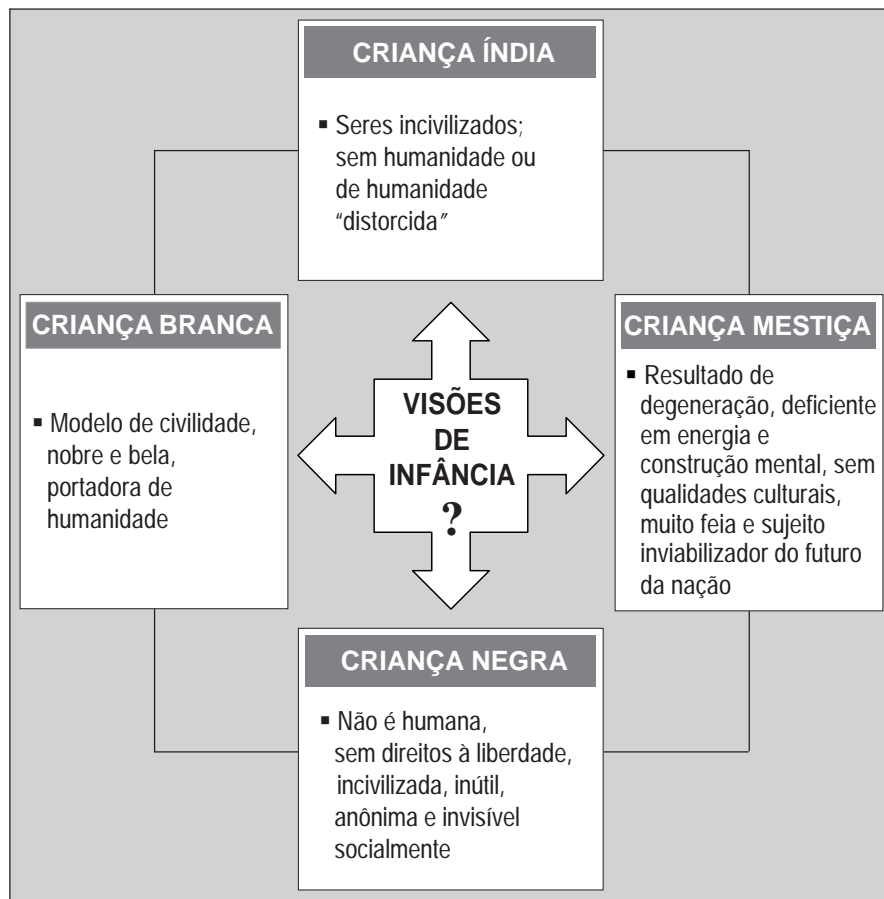 CRIANÇA ÍNDIA
▪ Seres incivilizados;
sem humanidade ou
de humanidade
“distorcida”
CRIANÇA BRANCA
▪ Modelo de civilidade,
nobre e bela,
portadora de
humanidade
VISÕES
DE
INFÂNCIA
?
CRIANÇA MESTIÇA
▪ Resultado de
degeneração, deficiente
em energia e
construção mental, sem
qualidades culturais,
muito feia e sujeito
inviabilizador do futuro
da nação
CRIANÇA NEGRA
▪ Não é humana,
sem direitos à liberdade,
incivilizada, inútil,
anônima e invisível
socialmente